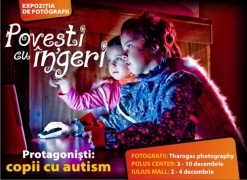 EXPOZIȚIA
DE FOTOGRAFII
Povești
cu îngeri
Protagoniști:
copii cu autism
FOTOGRAFII: Tharogas photography
POLUS CENTER: 3 - 10 decembrie
IULIUS MALL: 2 - 4 decembrie